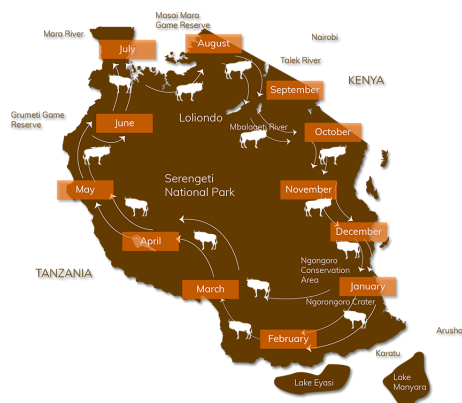 Masai Mara
Game Reserve
Mara River
August
Nairobi
July
Talek River
KENYA
September
Grumeti Game
Reserve
June
Loliondo
Mbalageti River
October
Serengeti
National Park
May
November
April
December
TANZANIA
Ngongoro
Conservation
Area
March
January
Ngorongoro Crater
February
Arusha
Karatu
Lake Eyasi
Lake
Manyara